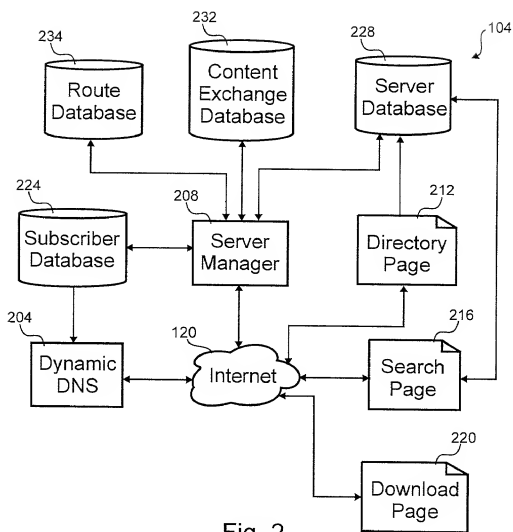 232
234
228
104
Route
Database
Content
Exchange
Database
Server
Database
224
208
212
Subscriber
Database
Server
Manager
Directory
Page
204
120
216
Dynamic
DNS
Internet
Search
Page
220
Download
Page
Fig. 2